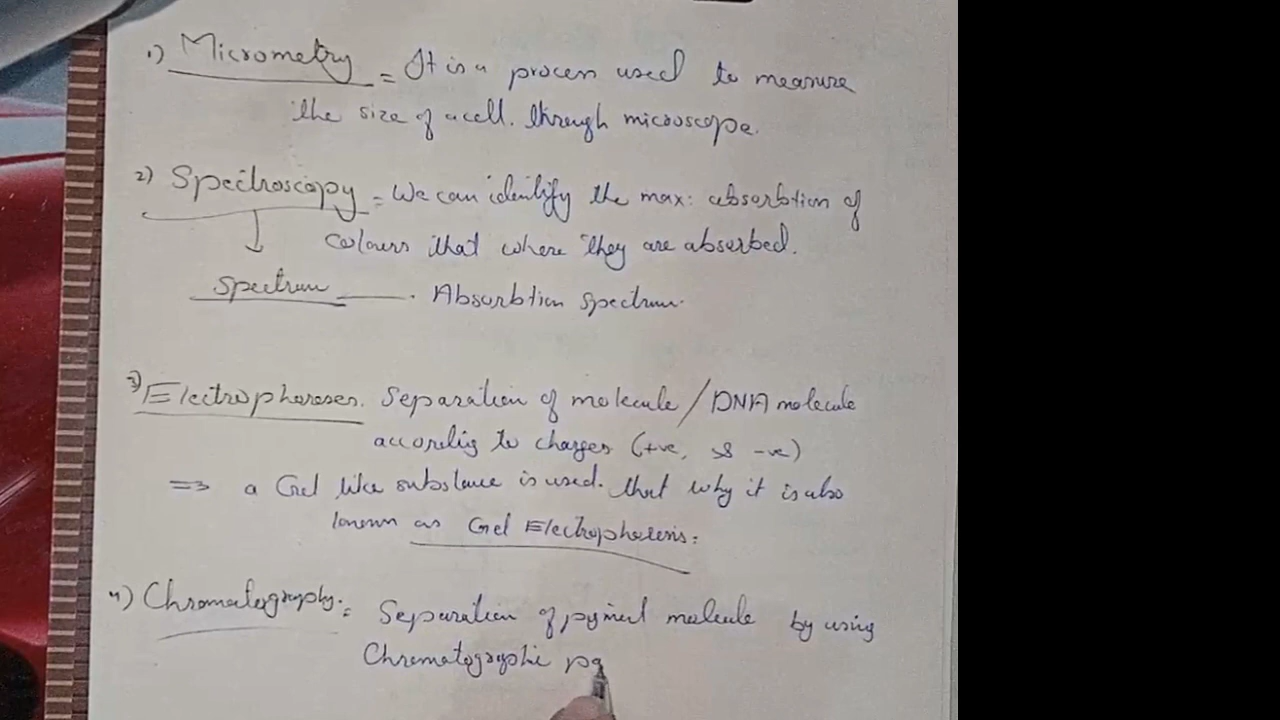 1) Micrometry = It is a process used to measure
the size of a cell. through microscope.
2) Spectroscopy = We can identify the max: absorbtion of
colours that where they are absorbed.
Spectrum ___ . Absorbtion Spectrum.
3) Electrophoreses. Separation of molecule / DNA molecule
according to charges (+ve, & -ve)
⇒ a Gel like substance is used. that why it is also
known as Gel Electrophoresis:
4) Chromatography. = Separation of pigment molecule by using
Chromatographic pa